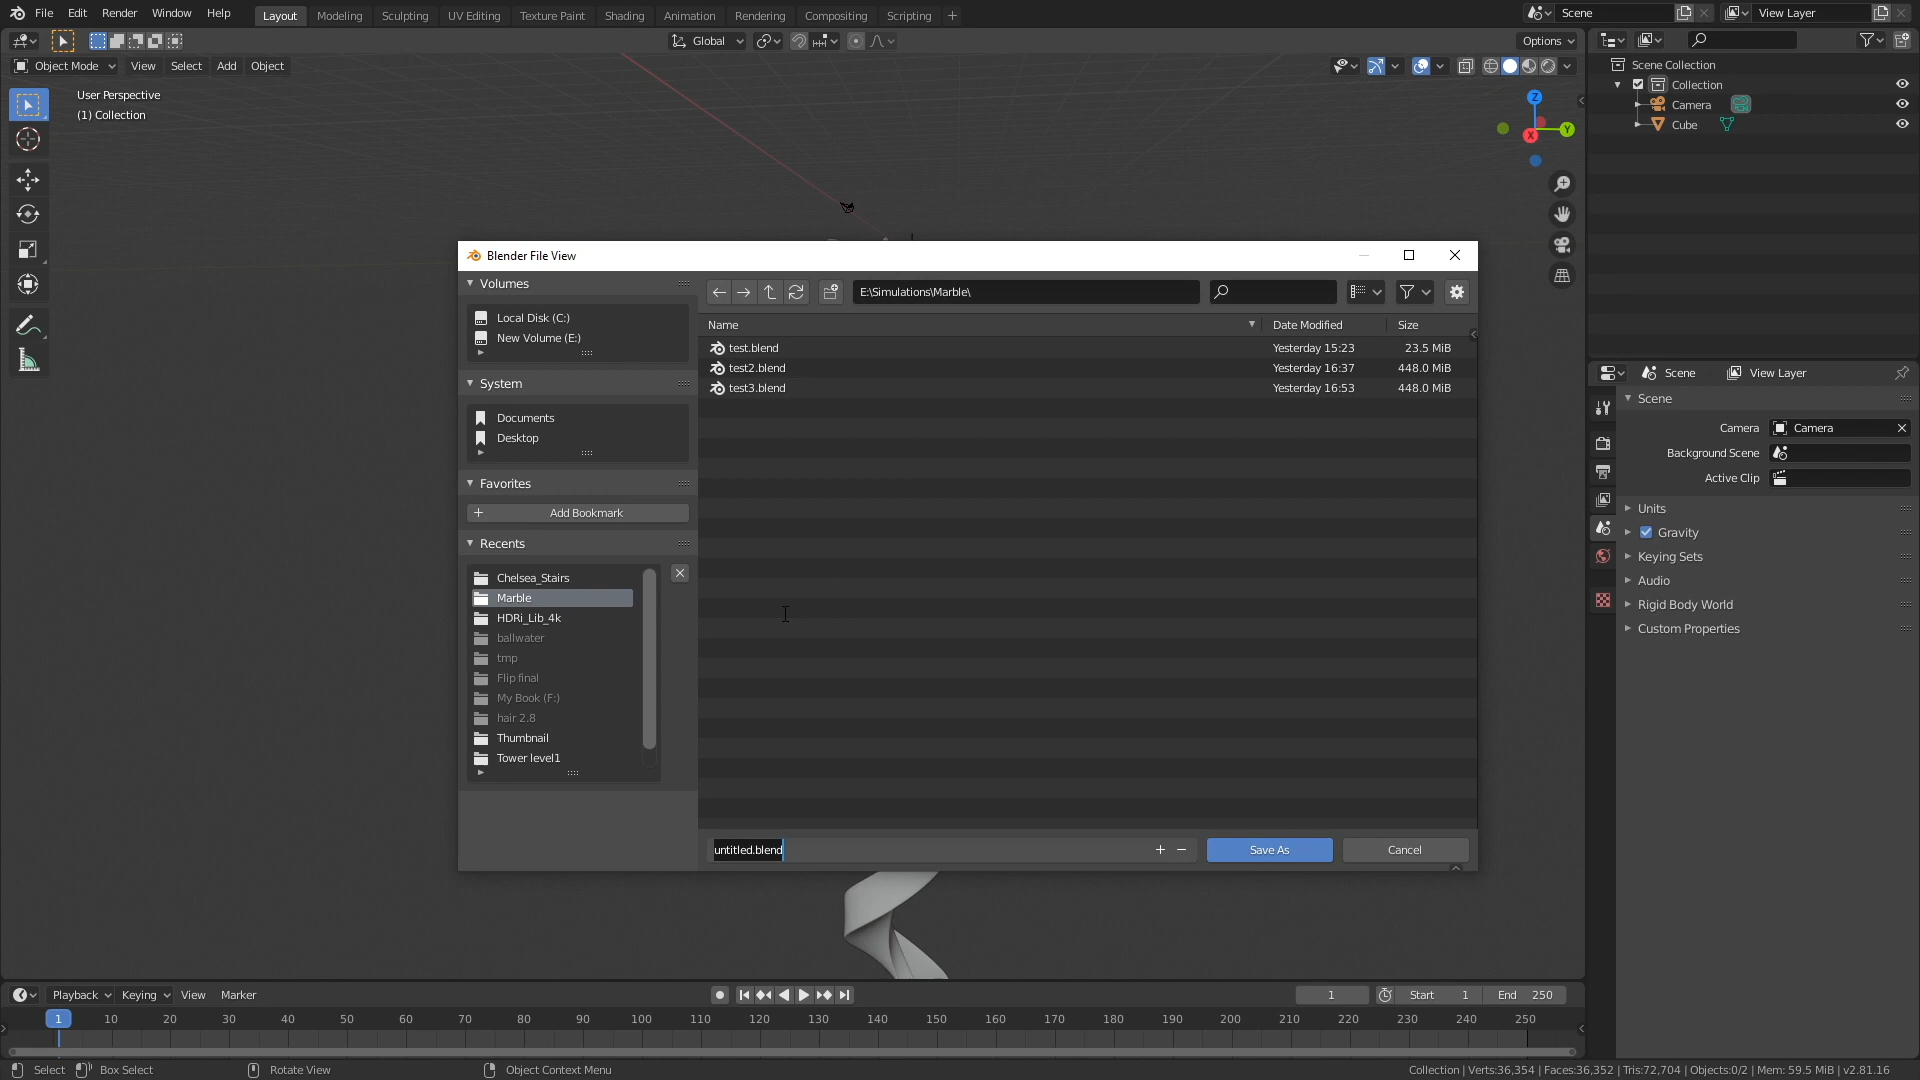 File Edit Render Window Help Layout Modeling Sculpting UV Editing Texture Paint Shading Animation Rendering Compositing Scripting + Scene View Layer
Global Options
Object Mode View Select Add Object
User Perspective
(1) Collection
Z
Y
X
Scene Collection
Collection
Camera
Cube
Blender File View
Volumes
Local Disk (C:)
New Volume (E:)
System
Documents
Desktop
Favorites
+ Add Bookmark
Recents
Chelsea_Stairs
Marble
HDRi_Lib_4k
ballwater
tmp
Flip final
My Book (F:)
hair 2.8
Thumbnail
Tower level1
E:\Simulations\Marble\
Name Date Modified Size
test.blend Yesterday 15:23 23.5 MiB
test2.blend Yesterday 16:37 448.0 MiB
test3.blend Yesterday 16:53 448.0 MiB
untitled.blend + − Save As Cancel
Scene View Layer
Scene
Camera Camera
Background Scene
Active Clip
Units
Gravity
Keying Sets
Audio
Rigid Body World
Custom Properties
Playback Keying View Marker 1 Start 1 End 250
1 10 20 30 40 50 60 70 80 90 100 110 120 130 140 150 160 170 180 190 200 210 220 230 240 250
Select Box Select Rotate View Object Context Menu Collection | Verts:36,354 | Faces:36,352 | Tris:72,704 | Objects:0/2 | Mem: 59.5 MiB | v2.81.16